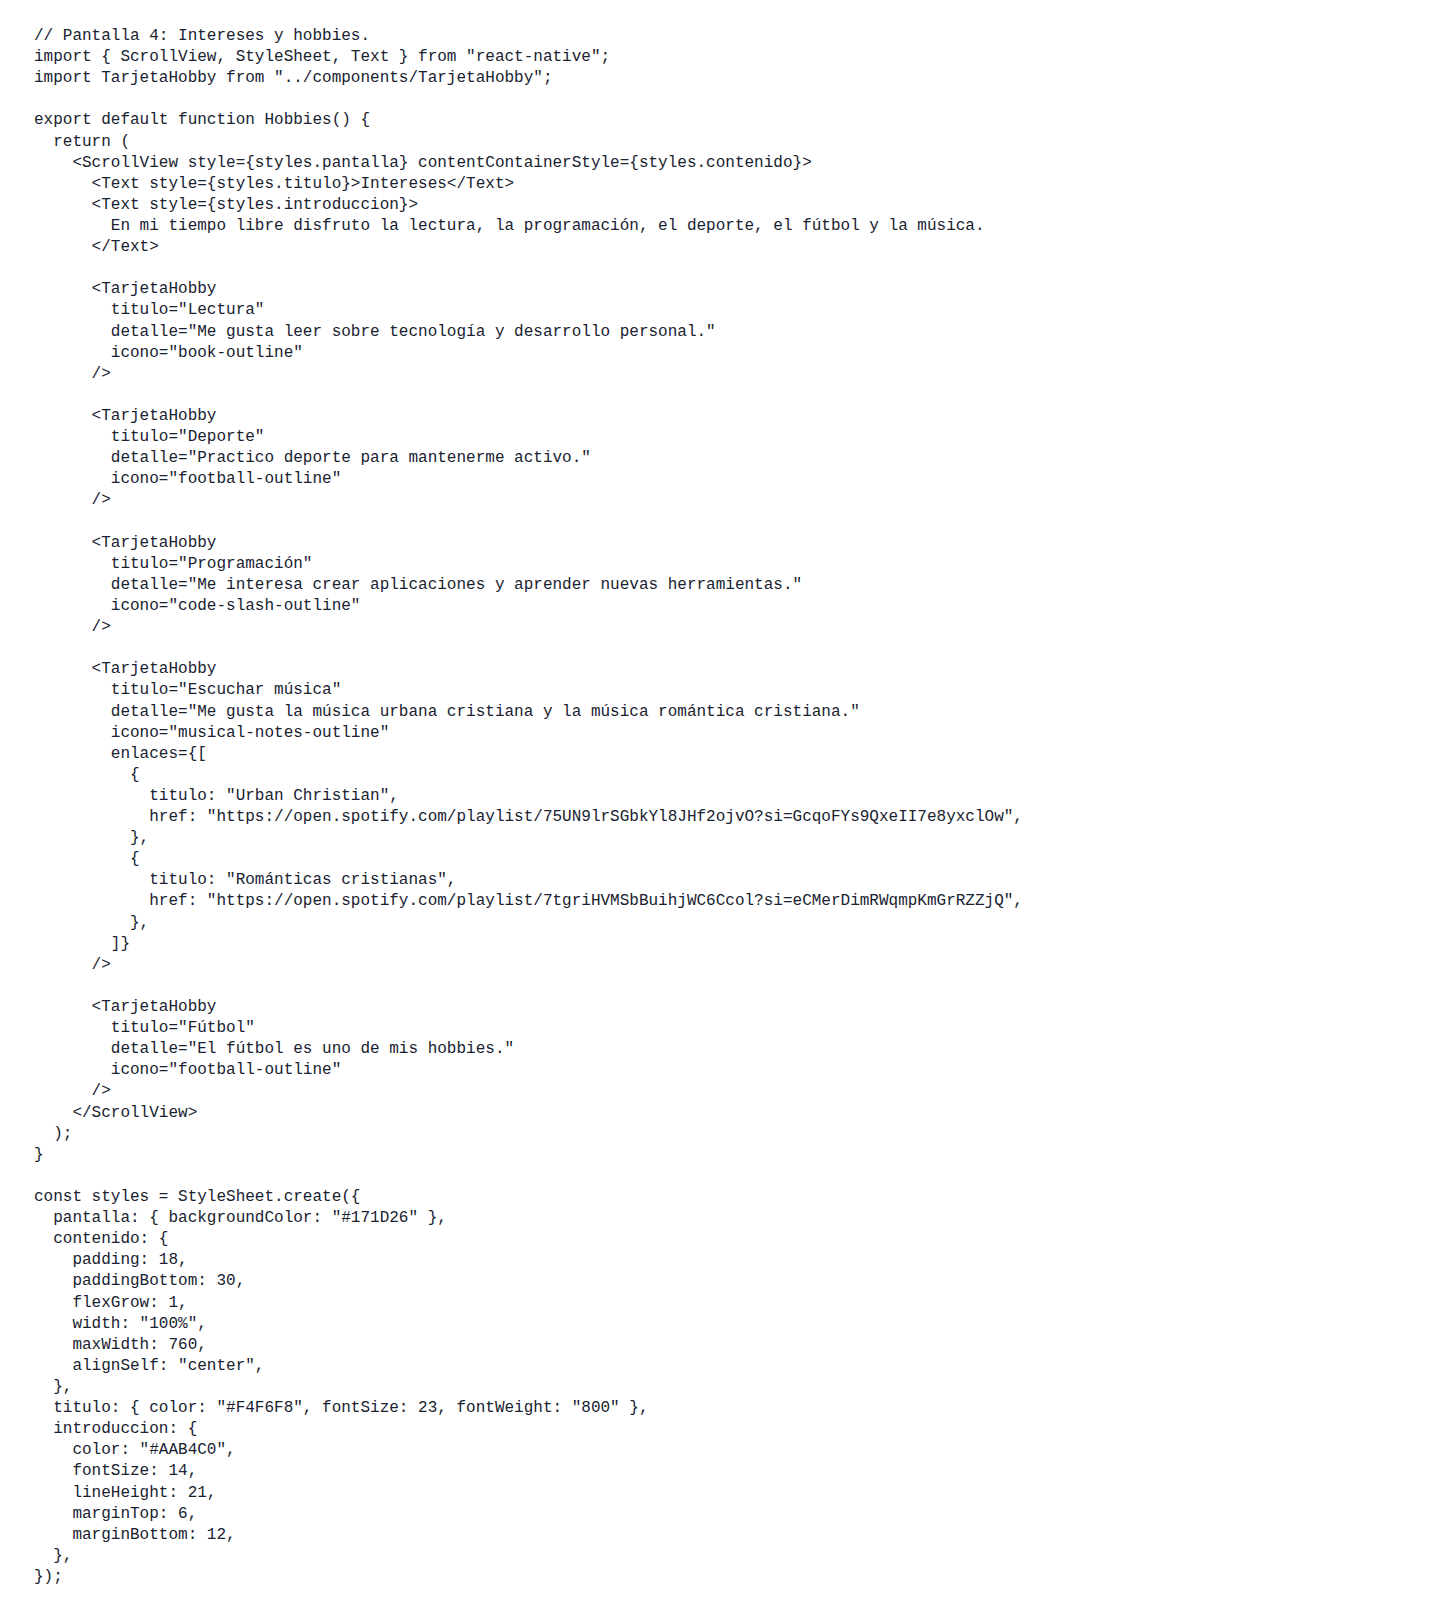 // Pantalla 4: Intereses y hobbies.
import { ScrollView, StyleSheet, Text } from "react-native";
import TarjetaHobby from "../components/TarjetaHobby";

export default function Hobbies() {
  return (
    <ScrollView style={styles.pantalla} contentContainerStyle={styles.contenido}>
      <Text style={styles.titulo}>Intereses</Text>
      <Text style={styles.introduccion}>
        En mi tiempo libre disfruto la lectura, la programación, el deporte, el fútbol y la música.
      </Text>

      <TarjetaHobby
        titulo="Lectura"
        detalle="Me gusta leer sobre tecnología y desarrollo personal."
        icono="book-outline"
      />

      <TarjetaHobby
        titulo="Deporte"
        detalle="Practico deporte para mantenerme activo."
        icono="football-outline"
      />

      <TarjetaHobby
        titulo="Programación"
        detalle="Me interesa crear aplicaciones y aprender nuevas herramientas."
        icono="code-slash-outline"
      />

      <TarjetaHobby
        titulo="Escuchar música"
        detalle="Me gusta la música urbana cristiana y la música romántica cristiana."
        icono="musical-notes-outline"
        enlaces={[
          {
            titulo: "Urban Christian",
            href: "https://open.spotify.com/playlist/75UN9lrSGbkYl8JHf2ojvO?si=GcqoFYs9QxeII7e8yxclOw",
          },
          {
            titulo: "Románticas cristianas",
            href: "https://open.spotify.com/playlist/7tgriHVMSbBuihjWC6Ccol?si=eCMerDimRWqmpKmGrRZZjQ",
          },
        ]}
      />

      <TarjetaHobby
        titulo="Fútbol"
        detalle="El fútbol es uno de mis hobbies."
        icono="football-outline"
      />
    </ScrollView>
  );
}

const styles = StyleSheet.create({
  pantalla: { backgroundColor: "#171D26" },
  contenido: {
    padding: 18,
    paddingBottom: 30,
    flexGrow: 1,
    width: "100%",
    maxWidth: 760,
    alignSelf: "center",
  },
  titulo: { color: "#F4F6F8", fontSize: 23, fontWeight: "800" },
  introduccion: {
    color: "#AAB4C0",
    fontSize: 14,
    lineHeight: 21,
    marginTop: 6,
    marginBottom: 12,
  },
});